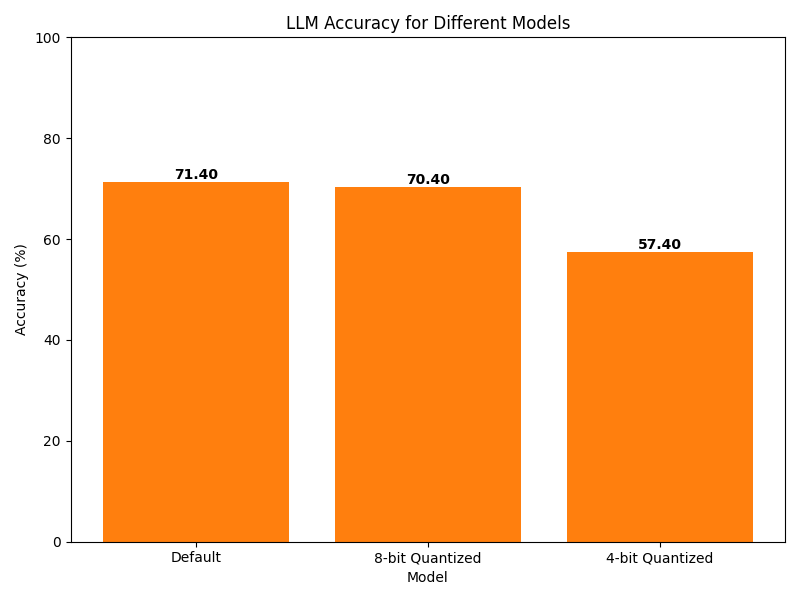 LLM Accuracy for Different Models
100
80
60
40
20
0
Accuracy (%)
71.40
70.40
57.40
Default
8-bit Quantized
4-bit Quantized
Model